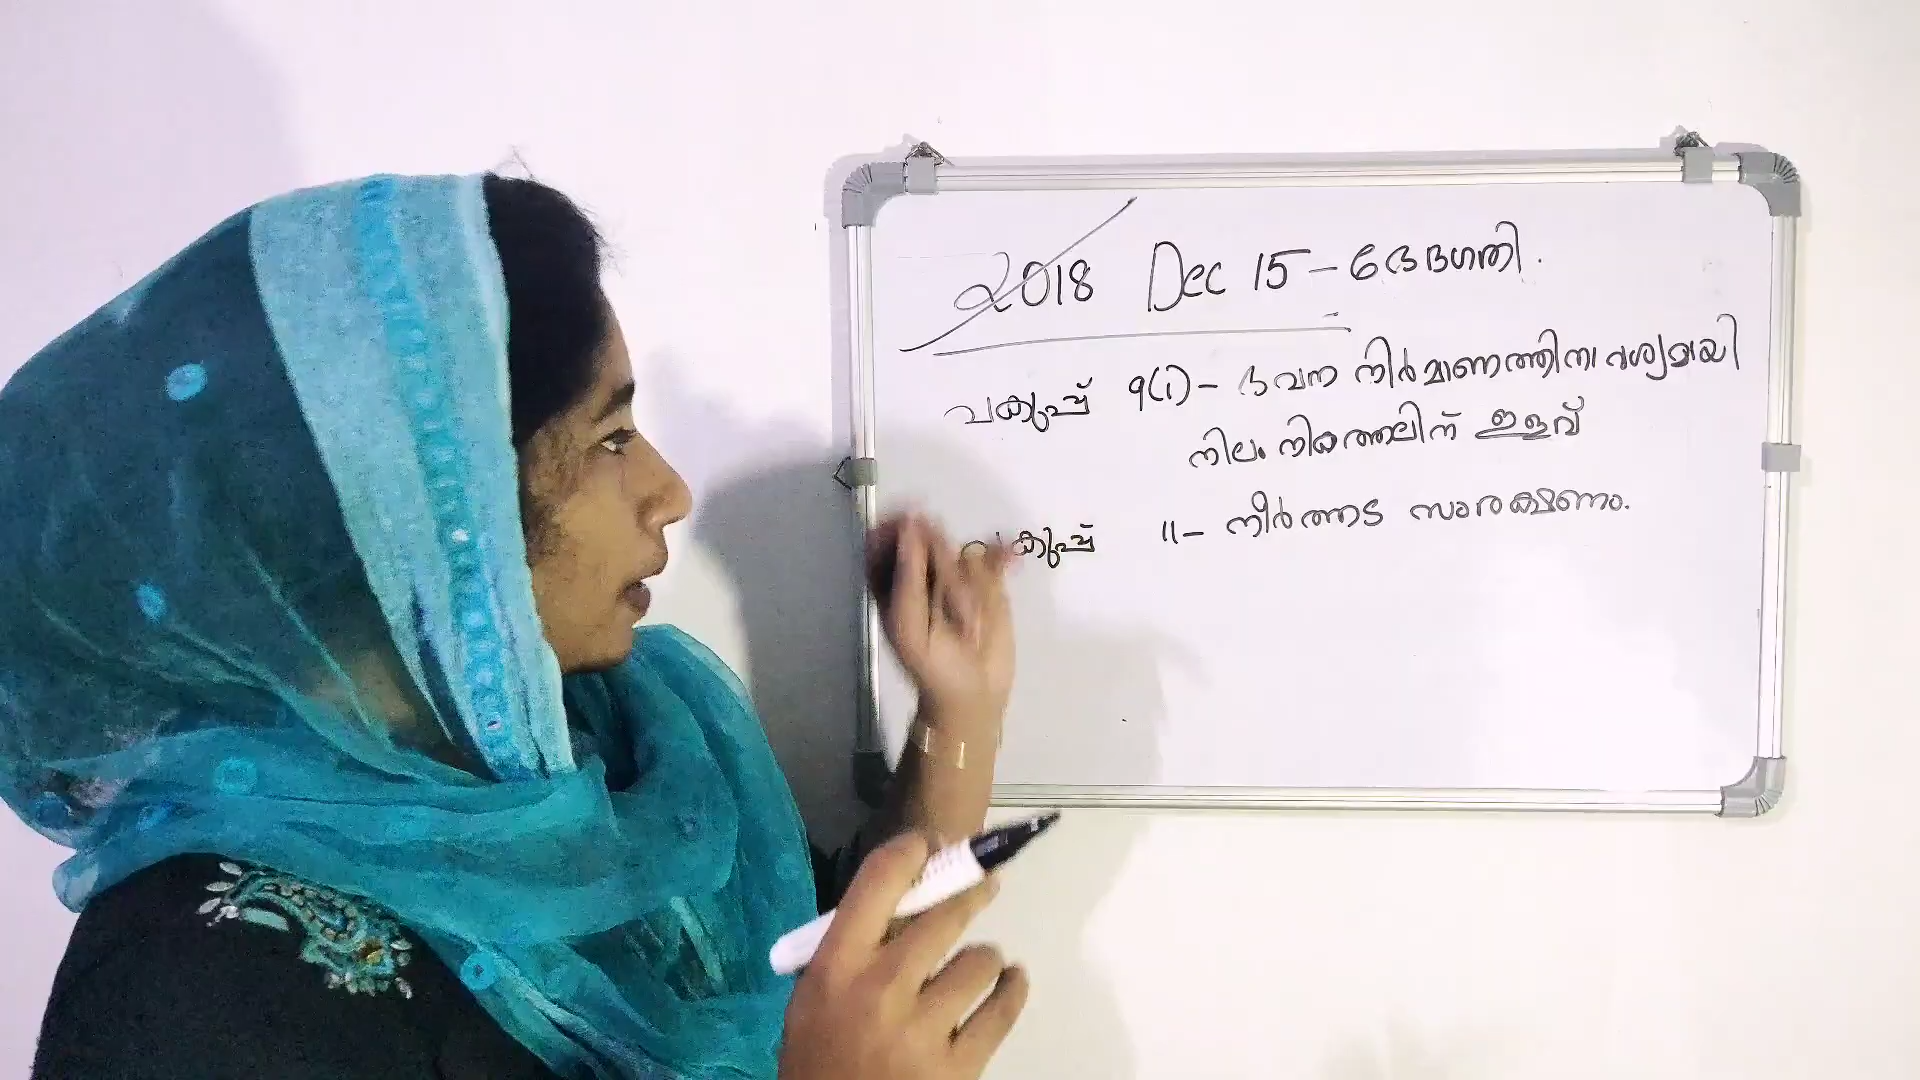 2018 Dec 15 - ഭേദഗതി.
വകുപ്പ് 9(1) - ഭവന നിർമാണത്തിനാവശ്യമായി
നിലം നികത്തലിന് ഇളവ്
വകുപ്പ് 11 - നീർത്തട സംരക്ഷണം.